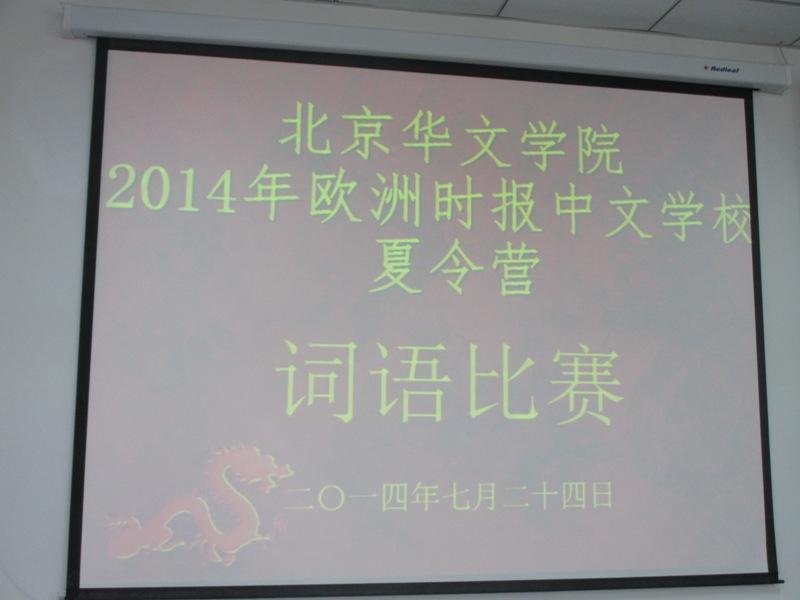 Redleaf
北京华文学院
2014年欧洲时报中文学校
夏令营
词语比赛
二〇一四年七月二十四日